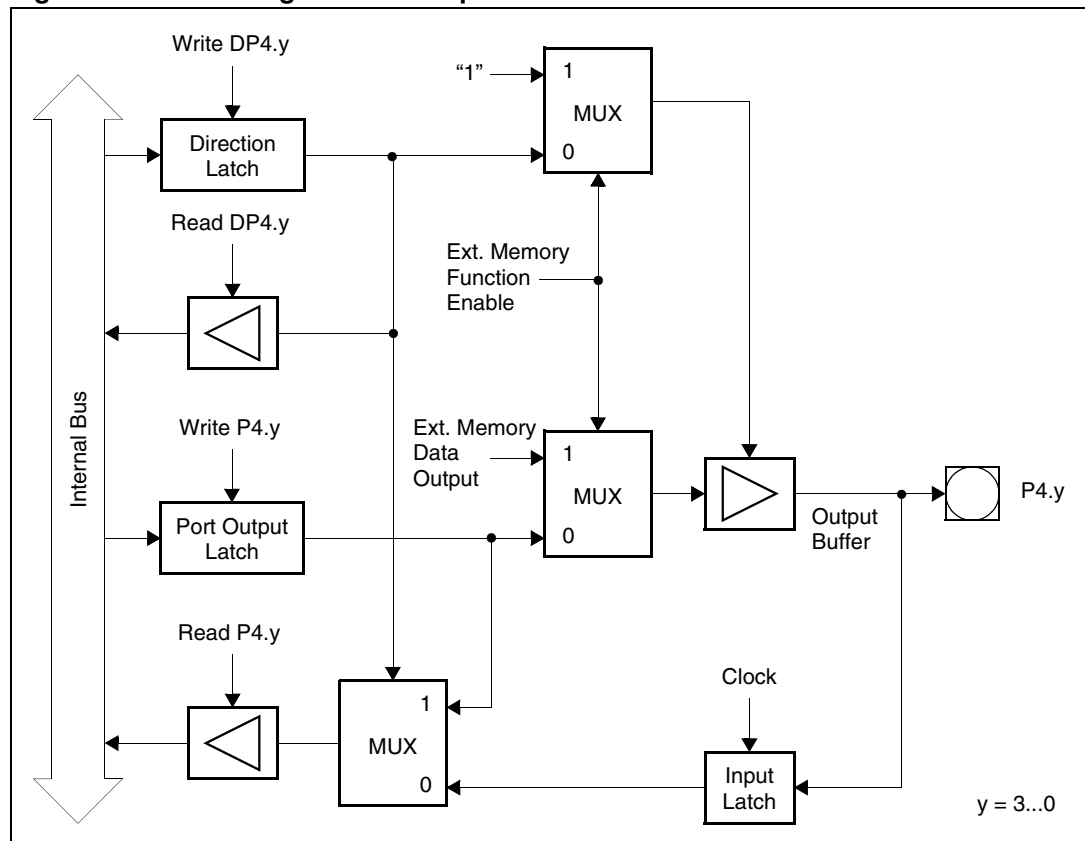 Write DP4.y
“1”
1
MUX
0
Direction
Latch
Read DP4.y
Ext. Memory
Function
Enable
Internal Bus
Write P4.y
Ext. Memory
Data
Output
1
MUX
0
Port Output
Latch
Output
Buffer
P4.y
Read P4.y
Clock
1
MUX
0
Input
Latch
y = 3...0